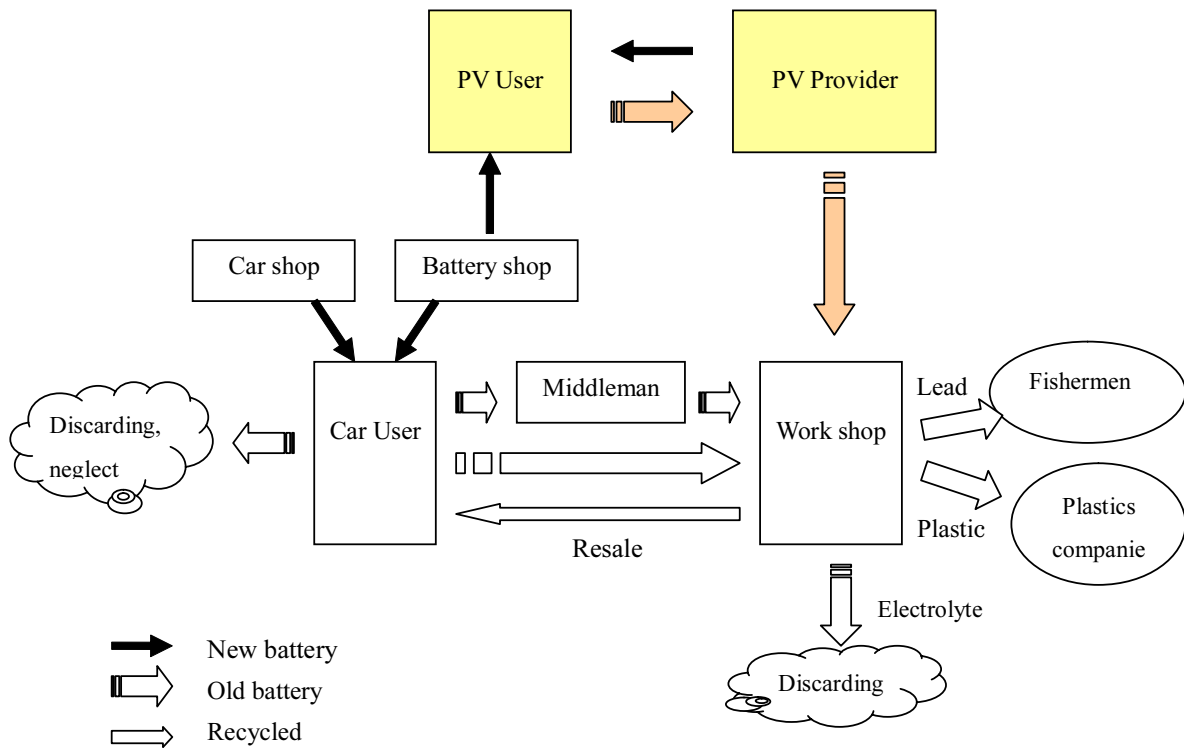 PV User
PV Provider
Car shop
Battery shop
Discarding,
neglect
Car User
Middleman
Resale
Work shop
Lead
Fishermen
Plastic
Plastics
companie
Electrolyte
Discarding
New battery
Old battery
Recycled